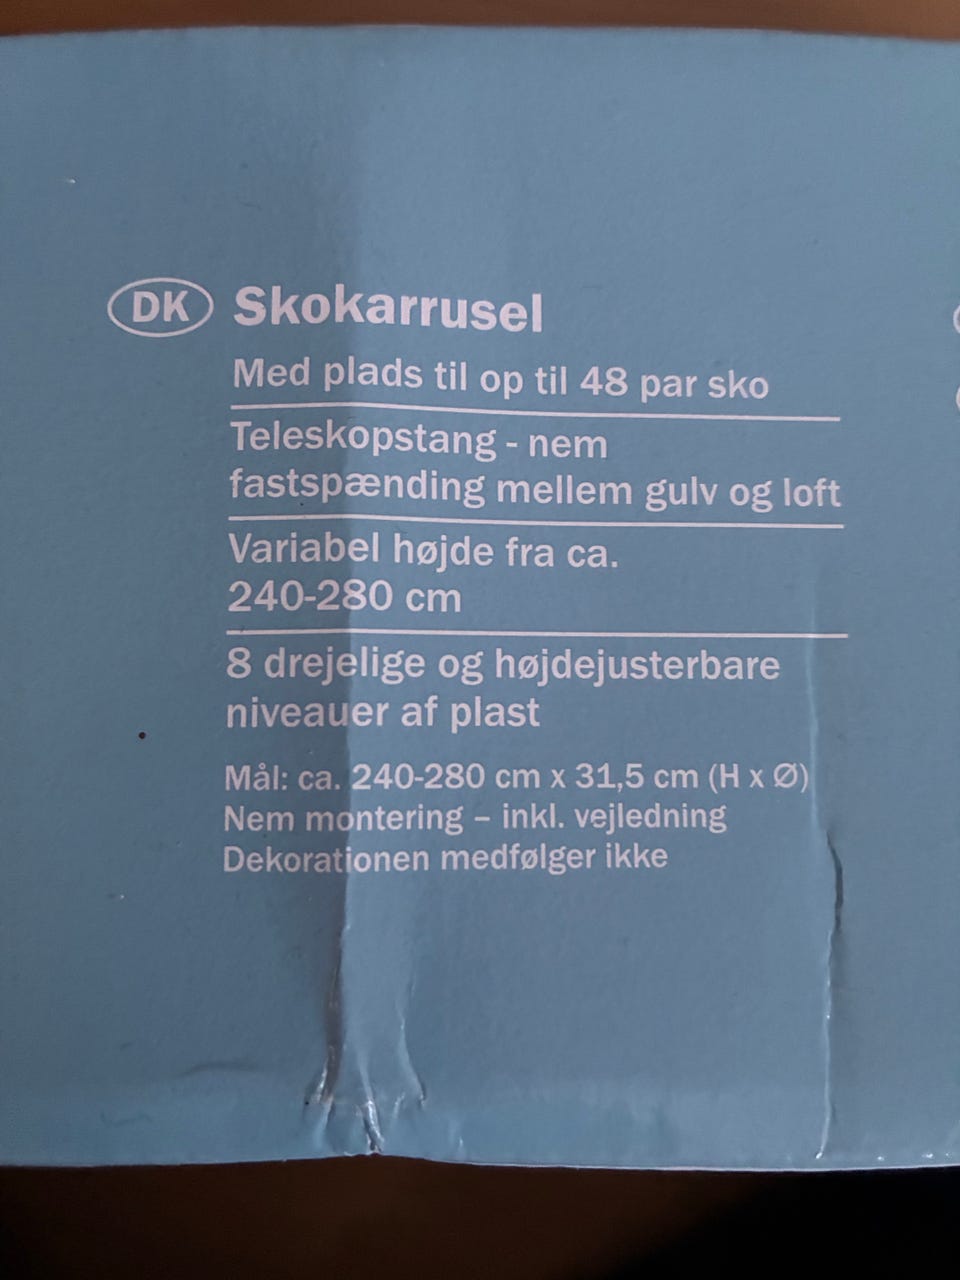 DK Skokarrusel
Med plads til op til 48 par sko
Teleskopstang - nem
fastspænding mellem gulv og loft
Variabel højde fra ca.
240-280 cm
8 drejelige og højdejusterbare
niveauer af plast
Mål: ca. 240-280 cm x 31,5 cm (H x Ø)
Nem montering – inkl. vejledning
Dekorationen medfølger ikke